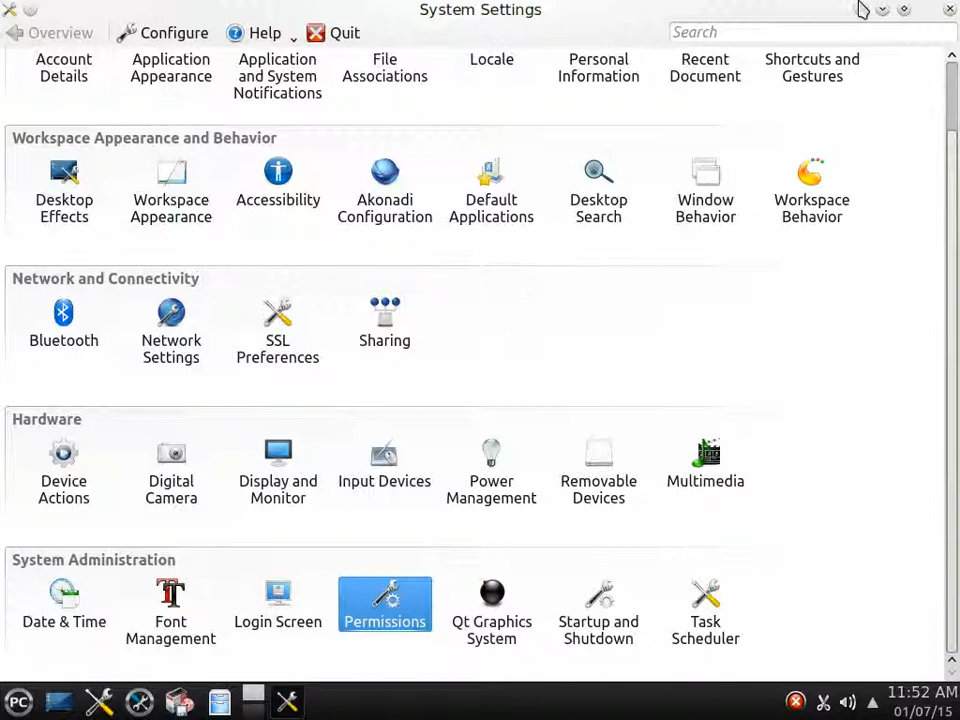 System Settings
Overview
Configure
Help
Quit
Search
Account Details
Application Appearance
Application and System Notifications
File Associations
Locale
Personal Information
Recent Document
Shortcuts and Gestures
Workspace Appearance and Behavior
Desktop Effects
Workspace Appearance
Accessibility
Akonadi Configuration
Default Applications
Desktop Search
Window Behavior
Workspace Behavior
Network and Connectivity
Bluetooth
Network Settings
SSL Preferences
Sharing
Hardware
Device Actions
Digital Camera
Display and Monitor
Input Devices
Power Management
Removable Devices
Multimedia
System Administration
Date & Time
Font Management
Login Screen
Permissions
Qt Graphics System
Startup and Shutdown
Task Scheduler
PC
11:52 AM
01/07/15